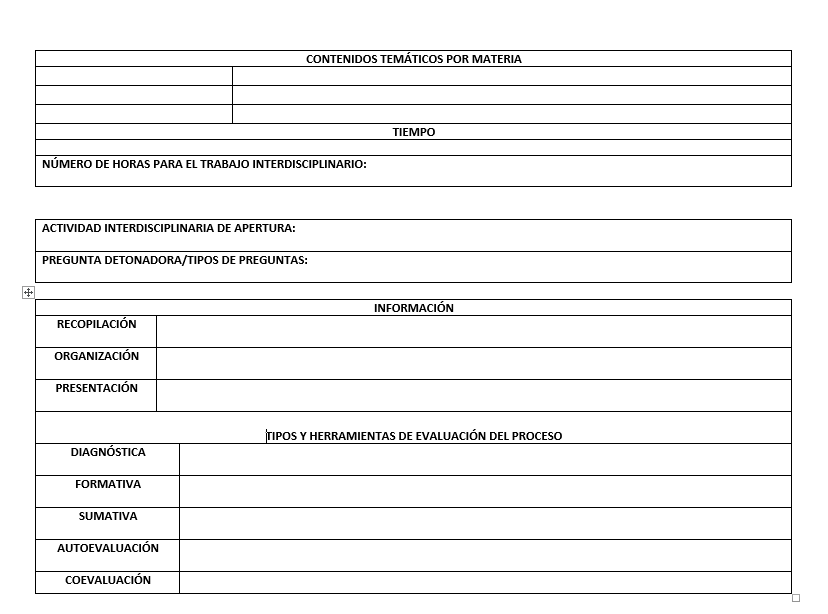 CONTENIDOS TEMÁTICOS POR MATERIA
TIEMPO
NÚMERO DE HORAS PARA EL TRABAJO INTERDISCIPLINARIO:
ACTIVIDAD INTERDISCIPLINARIA DE APERTURA:
PREGUNTA DETONADORA/TIPOS DE PREGUNTAS:
INFORMACIÓN
RECOPILACIÓN
ORGANIZACIÓN
PRESENTACIÓN
TIPOS Y HERRAMIENTAS DE EVALUACIÓN DEL PROCESO
DIAGNÓSTICA
FORMATIVA
SUMATIVA
AUTOEVALUACIÓN
COEVALUACIÓN